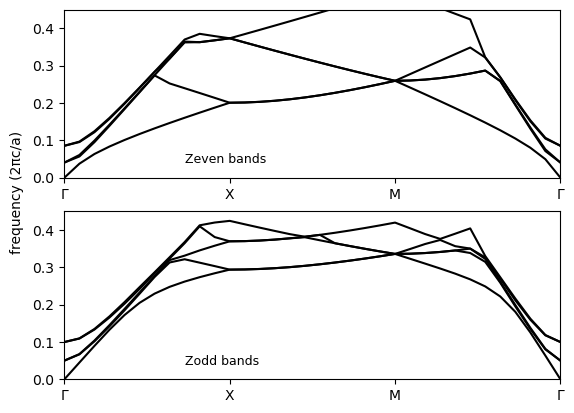 0.4
0.3
0.2
0.1
0.0
Zeven bands
Γ X M Γ
frequency (2πc/a)
0.4
0.3
0.2
0.1
0.0
Zodd bands
Γ X M Γ